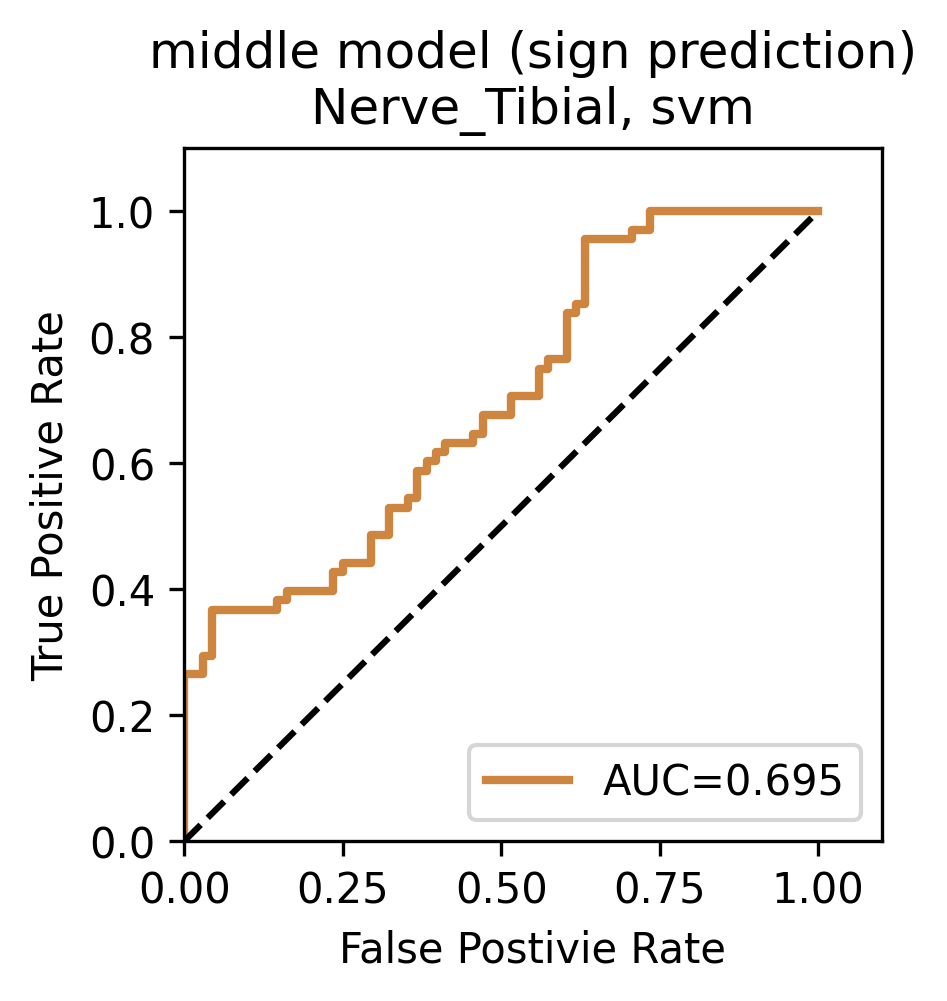 middle model (sign prediction)
Nerve_Tibial, svm
True Positive Rate
1.0
0.8
0.6
0.4
0.2
0.0
AUC=0.695
0.00 0.25 0.50 0.75 1.00
False Postivie Rate